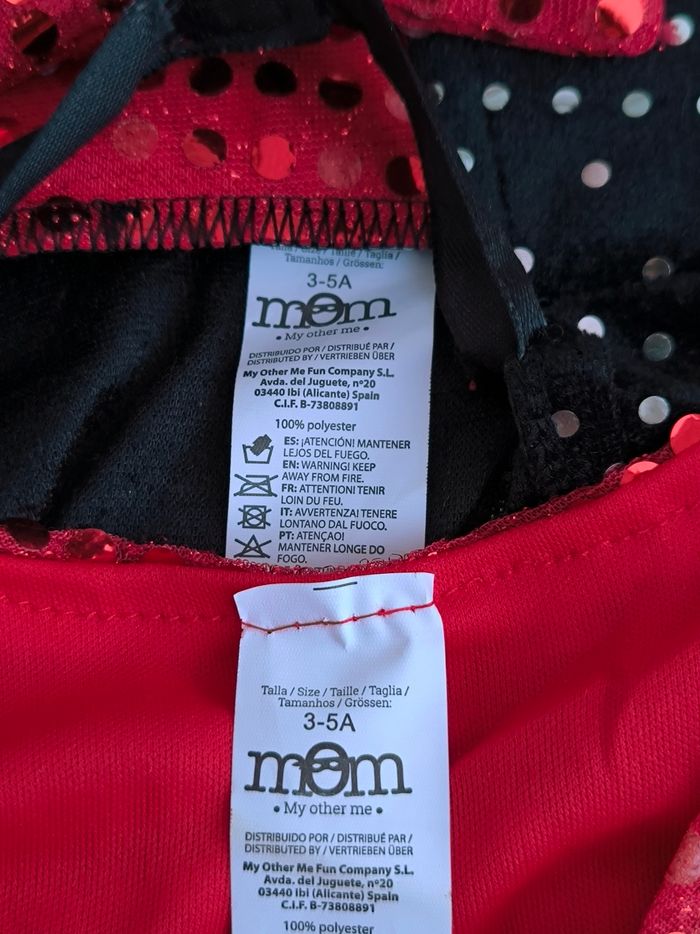 Talla / Size / Taille / Taglia /
Tamanhos / Grössen:
3-5A
mOm
• My other me •
DISTRIBUIDO POR / DISTRIBUÉ PAR /
DISTRIBUTED BY / VERTRIEBEN ÜBER
My Other Me Fun Company S.L.
Avda. del Juguete, nº20
03440 Ibi (Alicante) Spain
C.I.F. B-73808891
100% polyester
ES: ¡ATENCIÓN! MANTENER
LEJOS DEL FUEGO.
EN: WARNING! KEEP
AWAY FROM FIRE.
FR: ATTENTION! TENIR
LOIN DU FEU.
IT: AVVERTENZA! TENERE
LONTANO DAL FUOCO.
PT: ATENÇAO!
MANTENER LONGE DO
FOGO.
Talla / Size / Taille / Taglia /
Tamanhos / Grössen:
3-5A
mOm
• My other me •
DISTRIBUIDO POR / DISTRIBUÉ PAR /
DISTRIBUTED BY / VERTRIEBEN ÜBER
My Other Me Fun Company S.L.
Avda. del Juguete, nº20
03440 Ibi (Alicante) Spain
C.I.F. B-73808891
100% polyester